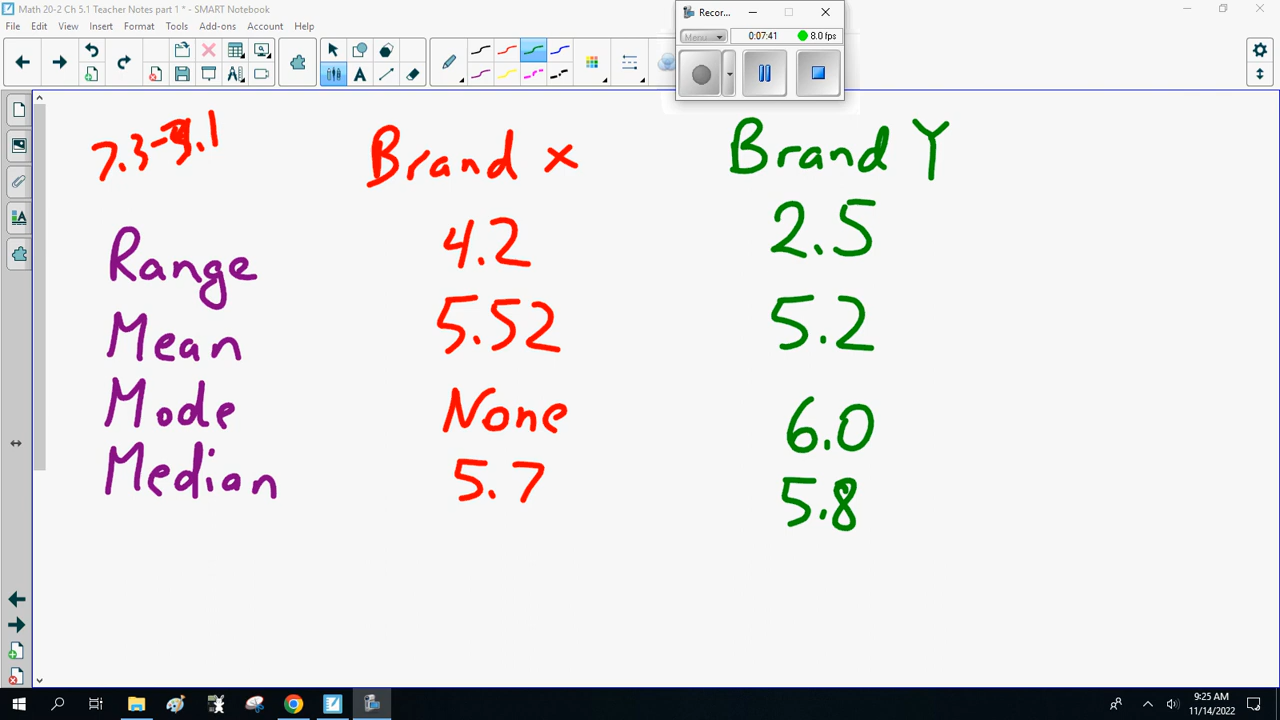 Math 20-2 Ch 5.1 Teacher Notes part 1 * - SMART Notebook
File Edit View Insert Format Tools Add-ons Account Help
Recor...
Menu 0:07:41 8.0 fps
7.3-3.1
Brand x Brand Y
Range 4.2 2.5
Mean 5.52 5.2
Mode None 6.0
Median 5.7 5.8
9:25 AM
11/14/2022